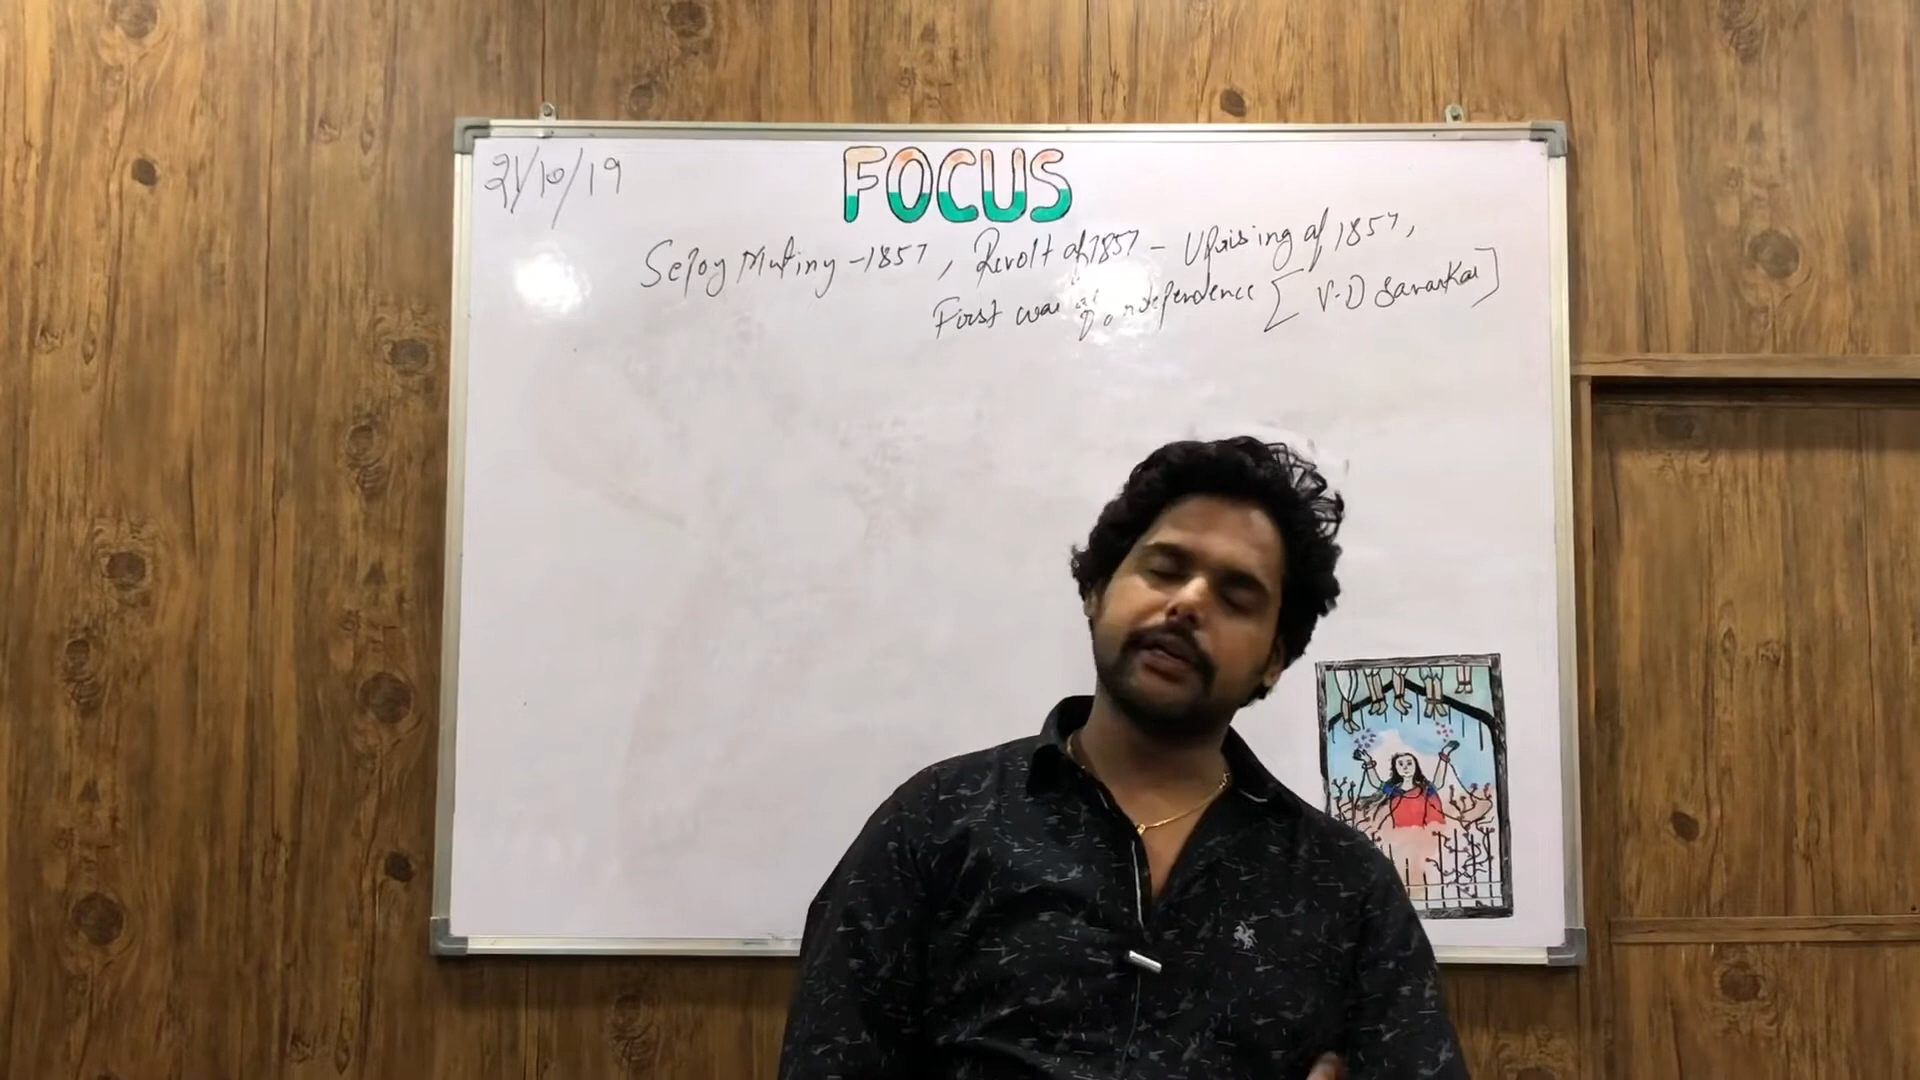 21/10/19
FOCUS
Sepoy Mutiny - 1857, Revolt of 1857 - Uprising of 1857,
First war of Independence [V.D Savarkar]